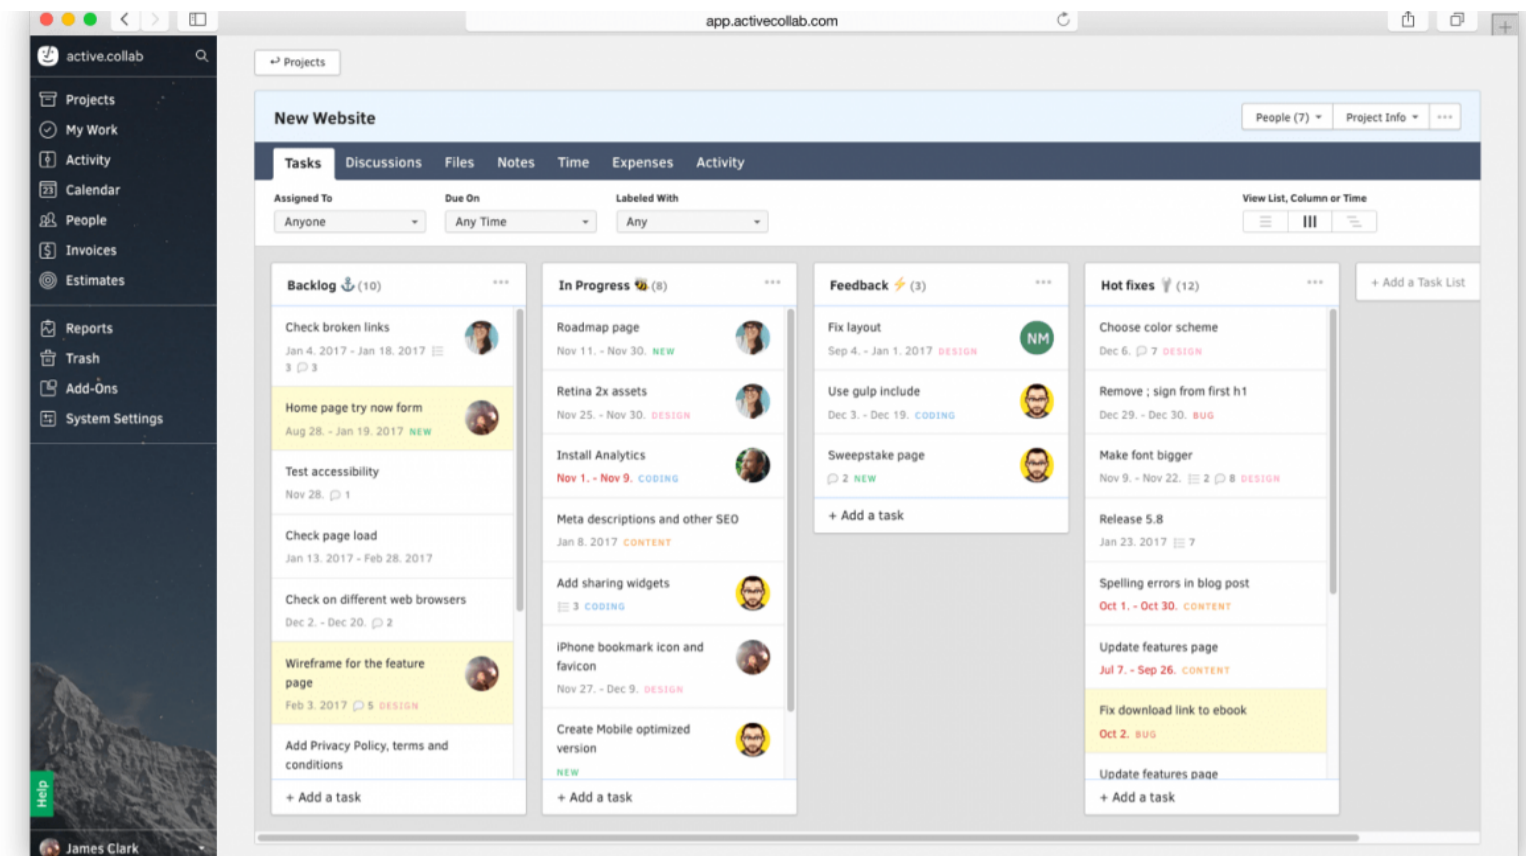 app.activecollab.com
active.collab
Projects
My Work
Activity
23 Calendar
People
Invoices
Estimates
Reports
Trash
Add-Ons
System Settings
Help
James Clark
Projects
New Website
People (7)
Project Info
Tasks Discussions Files Notes Time Expenses Activity
Assigned To Due On Labeled With View List, Column or Time
Anyone Any Time Any
Backlog (10)
Check broken links
Jan 4. 2017 - Jan 18. 2017
3 3
Home page try now form
Aug 28. - Jan 19. 2017 NEW
Test accessibility
Nov 28. 1
Check page load
Jan 13. 2017 - Feb 28. 2017
Check on different web browsers
Dec 2. - Dec 20. 2
Wireframe for the feature
page
Feb 3. 2017 5 DESIGN
Add Privacy Policy, terms and
conditions
+ Add a task
In Progress (8)
Roadmap page
Nov 11. - Nov 30. NEW
Retina 2x assets
Nov 25. - Nov 30. DESIGN
Install Analytics
Nov 1. - Nov 9. CODING
Meta descriptions and other SEO
Jan 8. 2017 CONTENT
Add sharing widgets
3 CODING
iPhone bookmark icon and
favicon
Nov 27. - Dec 9. DESIGN
Create Mobile optimized
version
NEW
+ Add a task
Feedback (3)
Fix layout
Sep 4. - Jan 1. 2017 DESIGN
NM
Use gulp include
Dec 3. - Dec 19. CODING
Sweepstake page
2 NEW
+ Add a task
Hot fixes (12)
Choose color scheme
Dec 6. 7 DESIGN
Remove ; sign from first h1
Dec 29. - Dec 30. BUG
Make font bigger
Nov 9. - Nov 22. 2 8 DESIGN
Release 5.8
Jan 23. 2017 7
Spelling errors in blog post
Oct 1. - Oct 30. CONTENT
Update features page
Jul 7. - Sep 26. CONTENT
Fix download link to ebook
Oct 2. BUG
Update features page
+ Add a task
+ Add a Task List